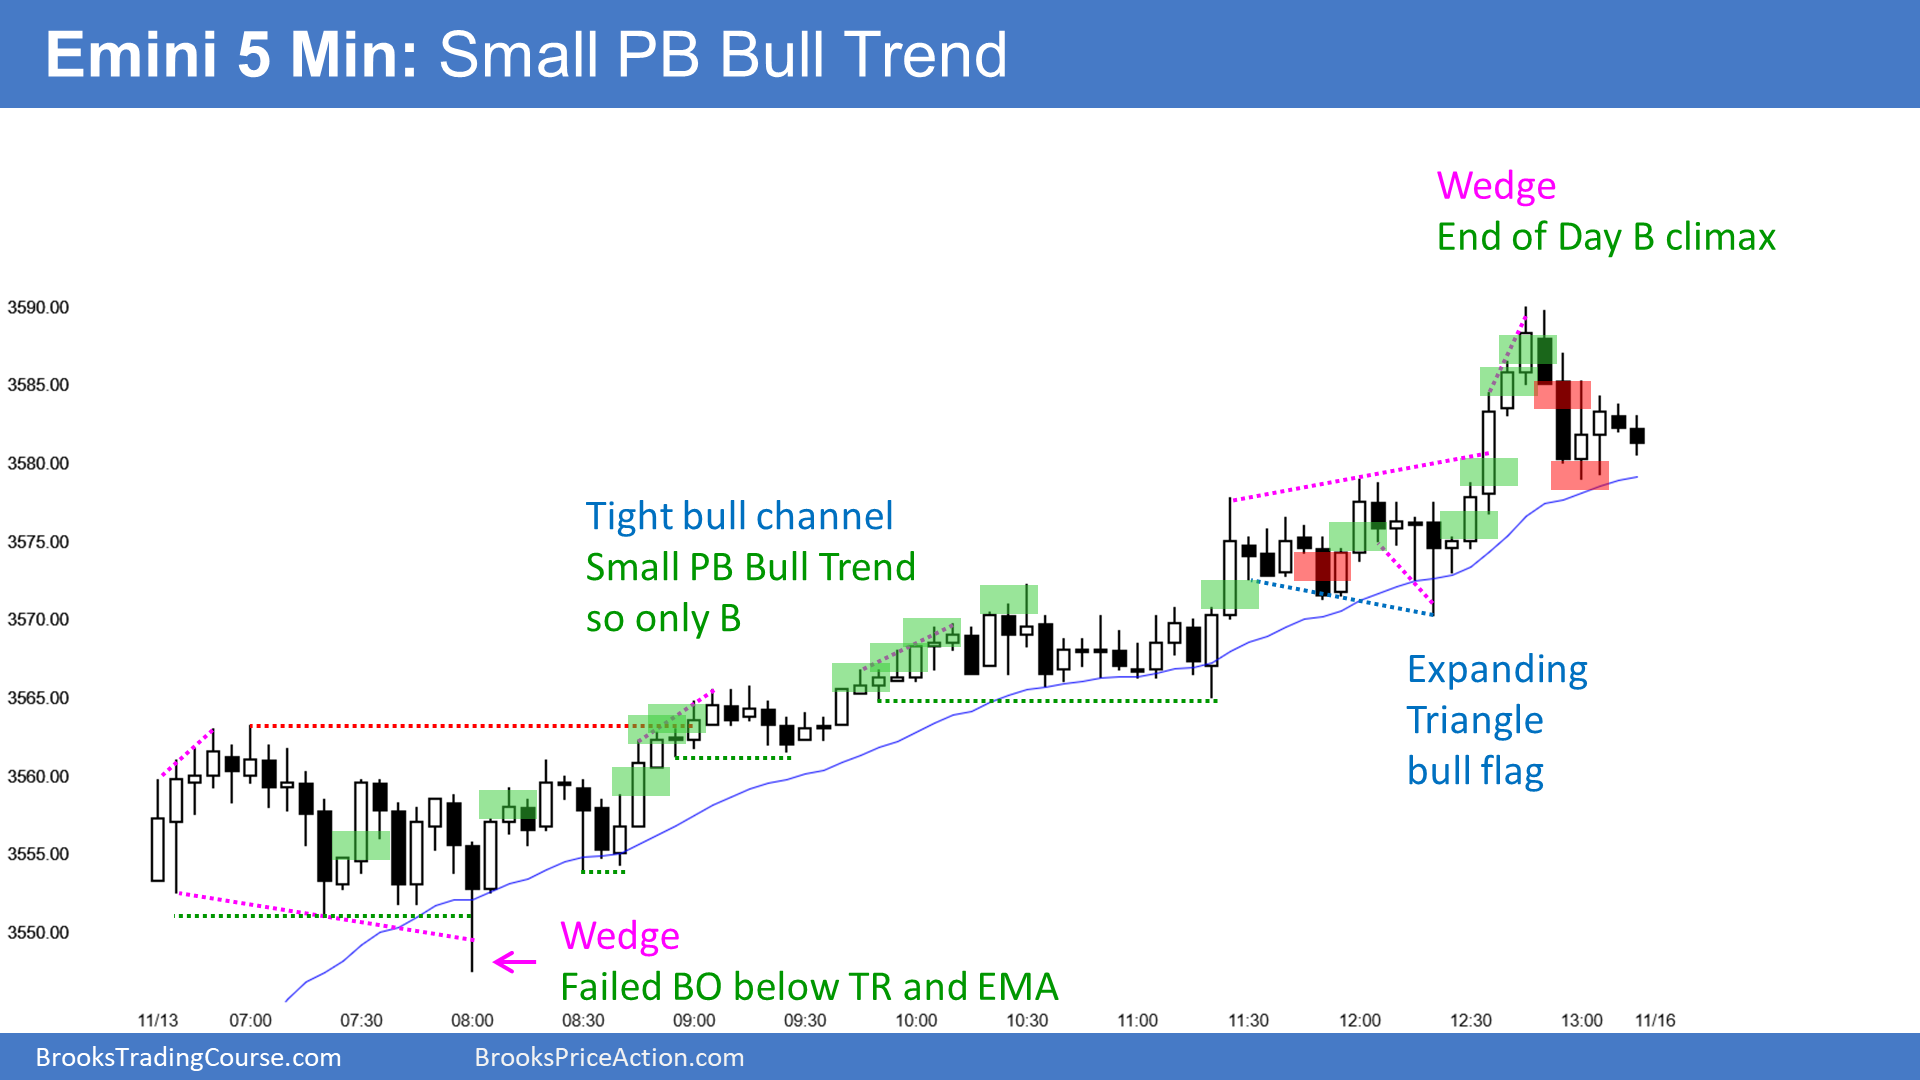 Emini 5 Min: Small PB Bull Trend
Wedge
End of Day B climax
3590.00
3585.00
3580.00
3575.00
3570.00
3565.00
3560.00
3555.00
3550.00
Tight bull channel
Small PB Bull Trend
so only B
Expanding
Triangle
bull flag
Wedge
Failed BO below TR and EMA
11/13 07:00 07:30 08:00 08:30 09:00 09:30 10:00 10:30 11:00 11:30 12:00 12:30 13:00 11/16
BrooksTradingCourse.com BrooksPriceAction.com